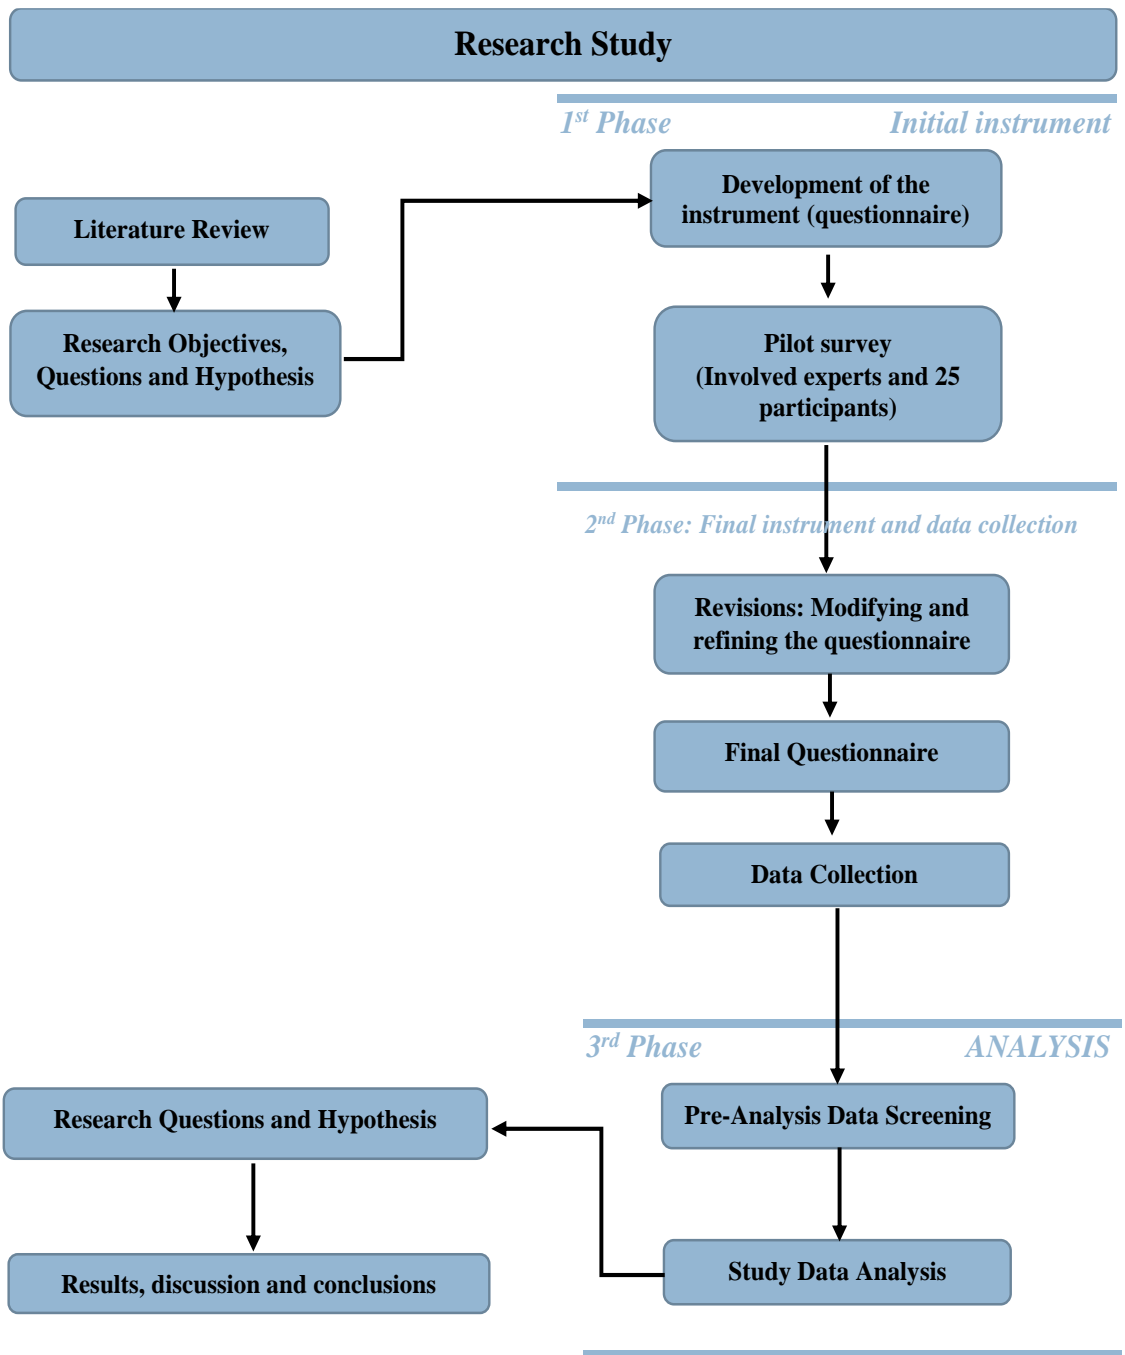 Research Study
1st Phase
Initial instrument
Literature Review
Research Objectives,
Questions and Hypothesis
Development of the
instrument (questionnaire)
Pilot survey
(Involved experts and 25
participants)
2nd Phase: Final instrument and data collection
Revisions: Modifying and
refining the questionnaire
Final Questionnaire
Data Collection
3rd Phase
ANALYSIS
Pre-Analysis Data Screening
Study Data Analysis
Research Questions and Hypothesis
Results, discussion and conclusions